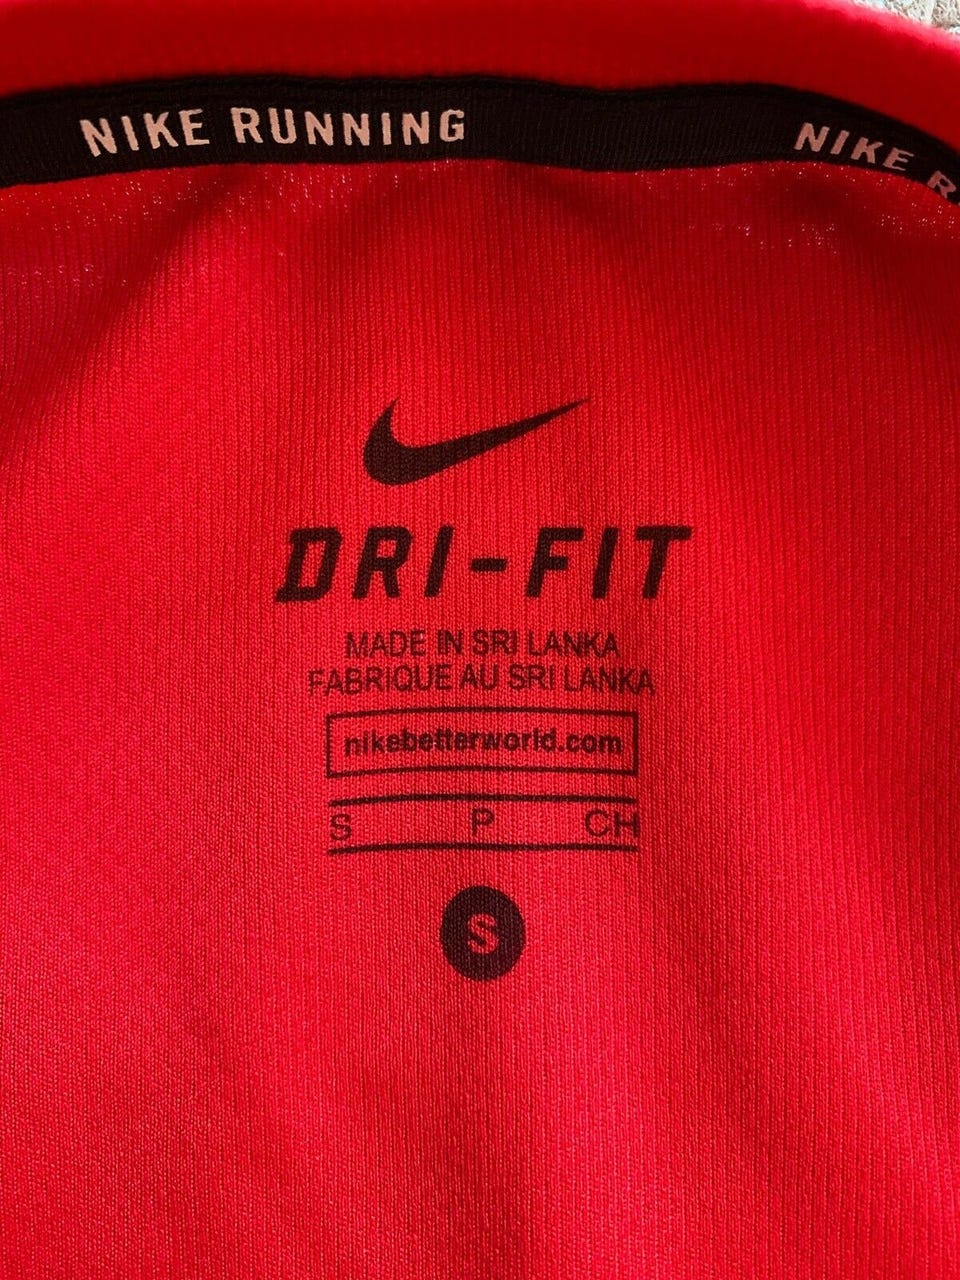 NIKE RUNNING
NIKE
DRI-FIT
MADE IN SRI LANKA
FABRIQUE AU SRI LANKA
nikebetterworld.com
S P CH
S